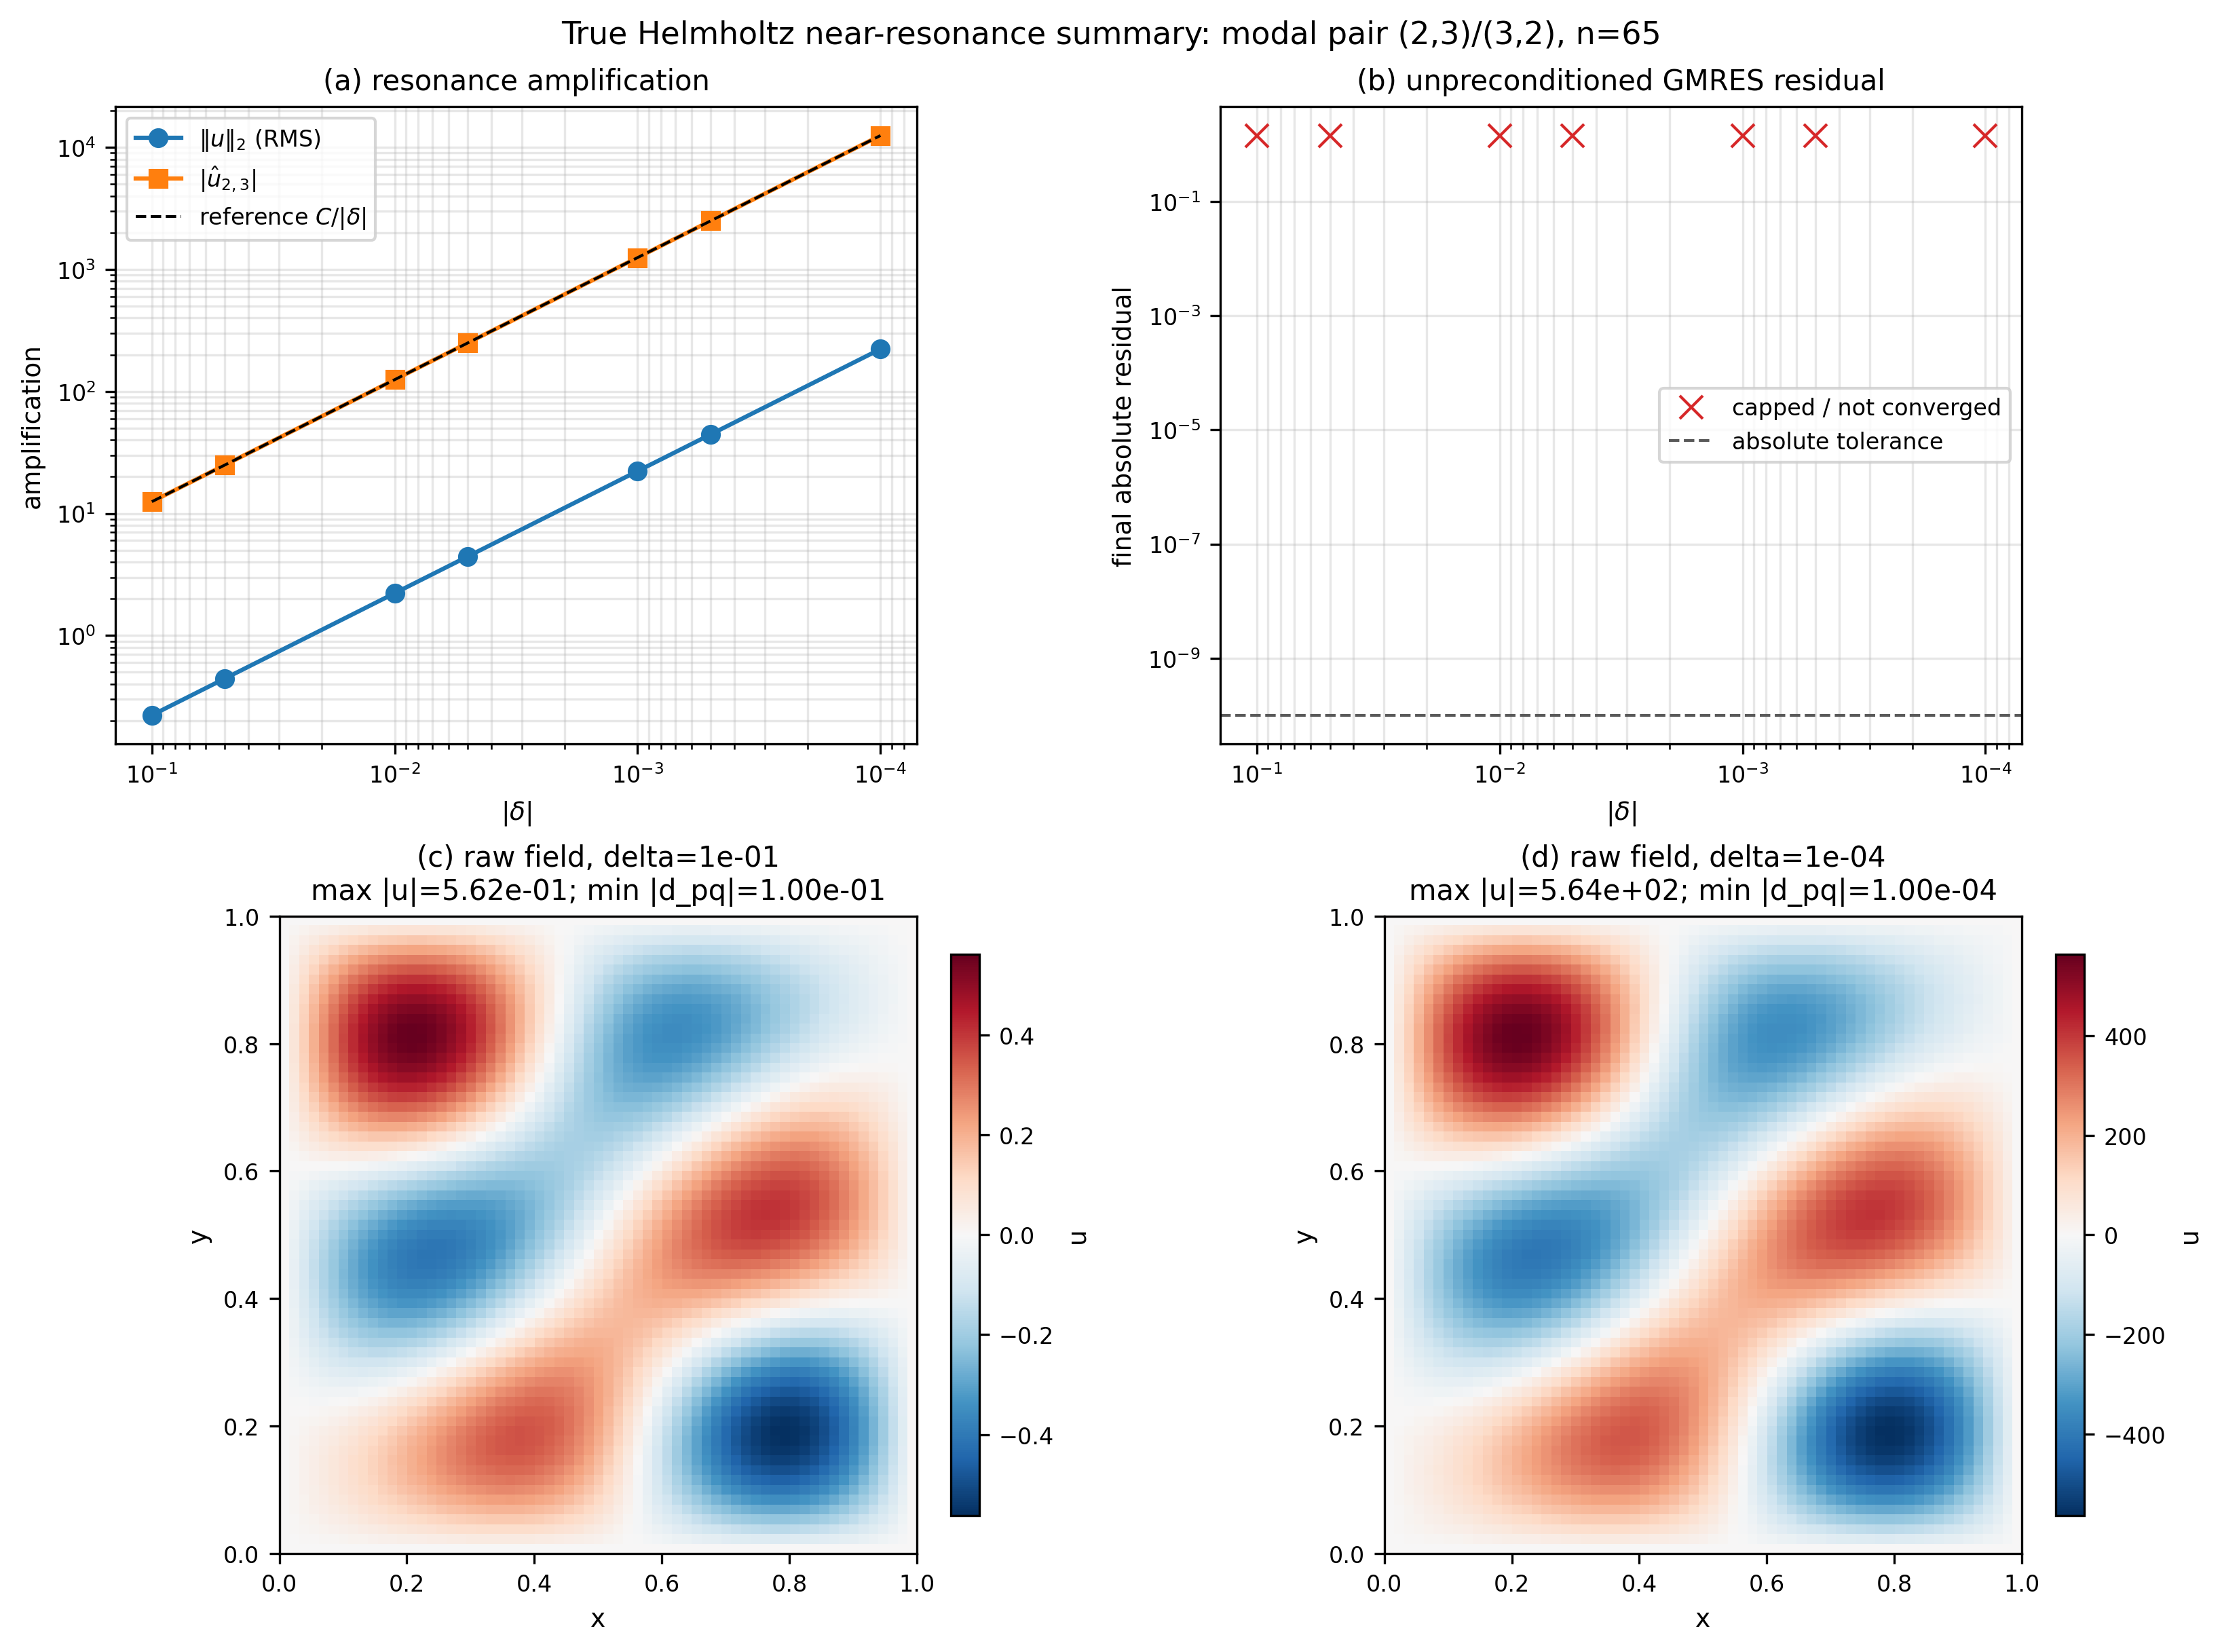 True Helmholtz near-resonance summary: modal pair (2,3)/(3,2), n=65
(a) resonance amplification
‖u‖₂ (RMS)
|û₂,₃|
reference C/|δ|
amplification
10⁴
10³
10²
10¹
10⁰
10⁻¹ 10⁻² 10⁻³ 10⁻⁴
|δ|
(b) unpreconditioned GMRES residual
final absolute residual
10⁻¹
10⁻³
10⁻⁵
10⁻⁷
10⁻⁹
capped / not converged
absolute tolerance
10⁻¹ 10⁻² 10⁻³ 10⁻⁴
|δ|
(c) raw field, delta=1e-01
max |u|=5.62e-01; min |d_pq|=1.00e-01
y
1.0
0.8
0.6
0.4
0.2
0.0
0.0 0.2 0.4 0.6 0.8 1.0
x
0.4
0.2
0.0
−0.2
−0.4
u
(d) raw field, delta=1e-04
max |u|=5.64e+02; min |d_pq|=1.00e-04
y
1.0
0.8
0.6
0.4
0.2
0.0
0.0 0.2 0.4 0.6 0.8 1.0
x
400
200
0
−200
−400
u